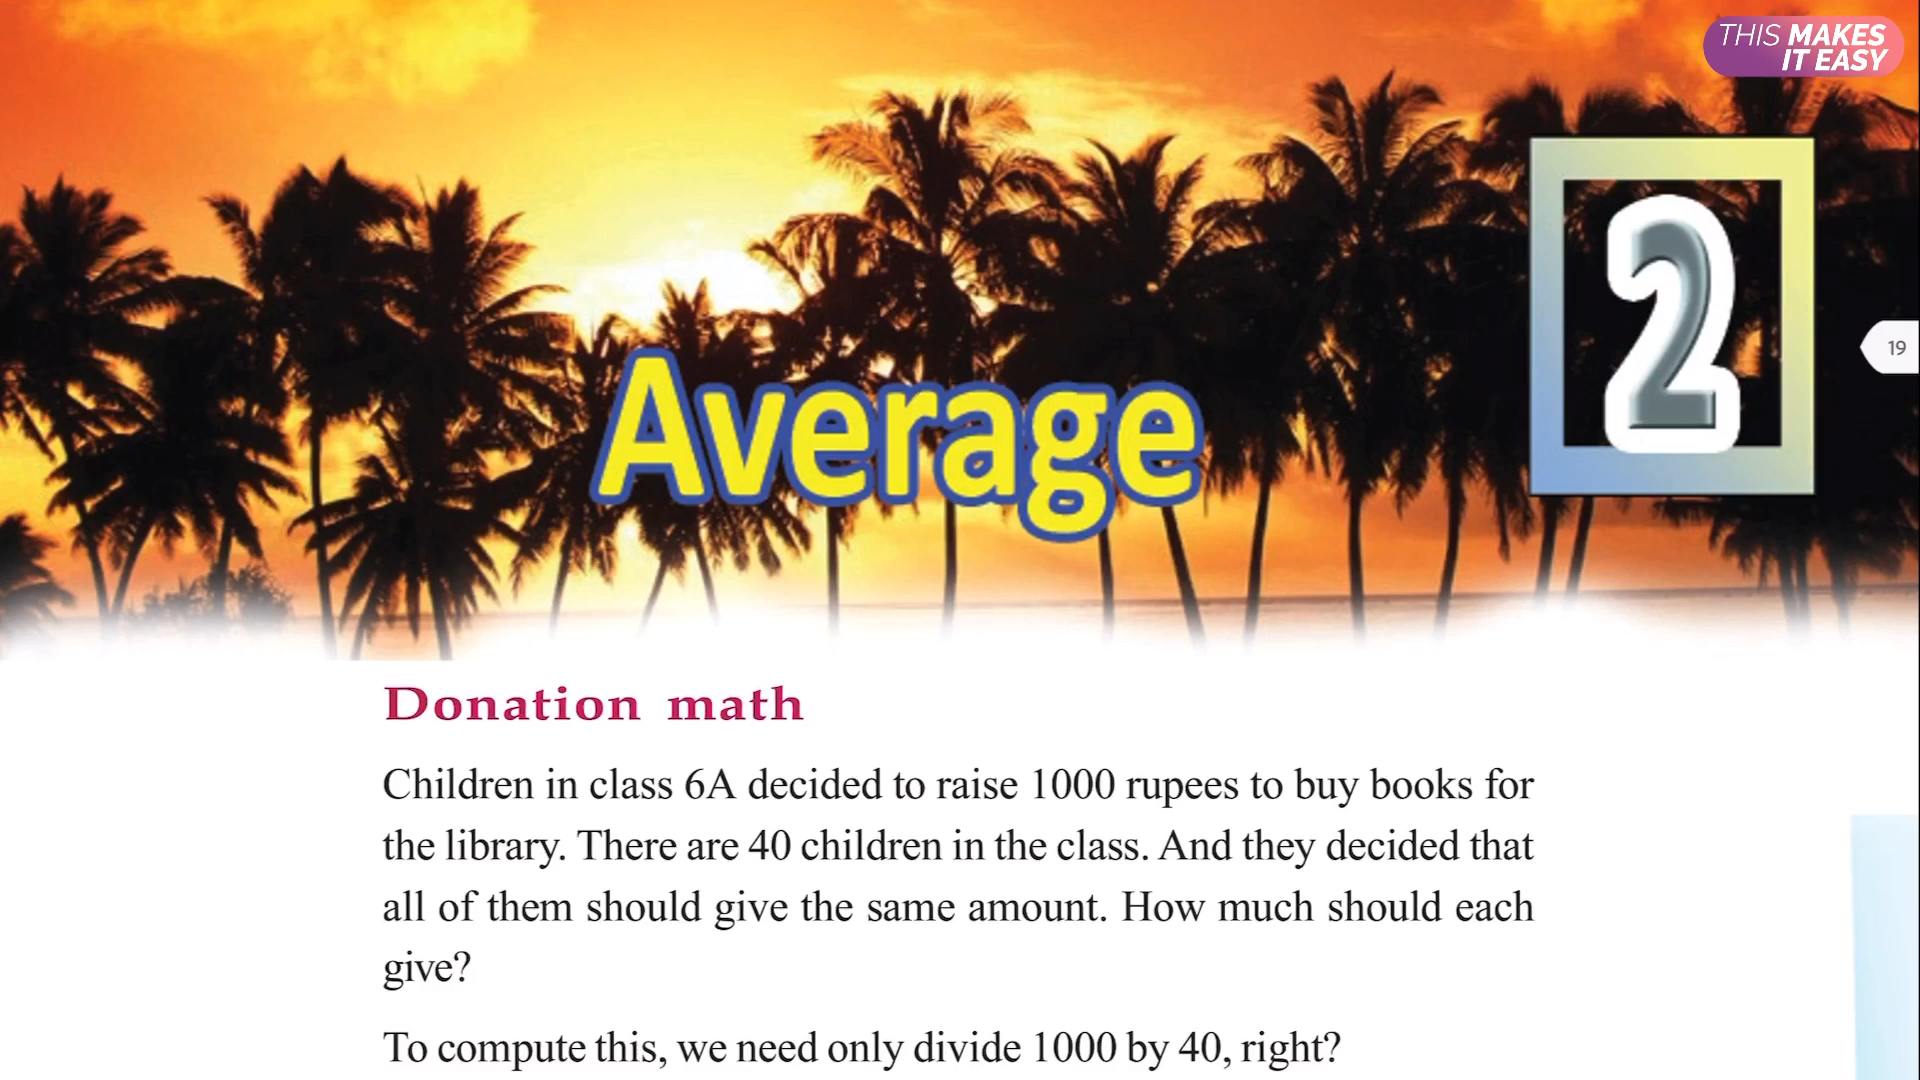 THIS MAKES
IT EASY
2
19
Average
Donation math
Children in class 6A decided to raise 1000 rupees to buy books for
the library. There are 40 children in the class. And they decided that
all of them should give the same amount. How much should each
give?
To compute this, we need only divide 1000 by 40, right?